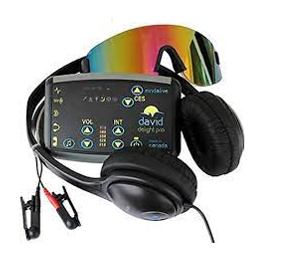 mindalive
CES
VOL
INT
david
delight pro
canada